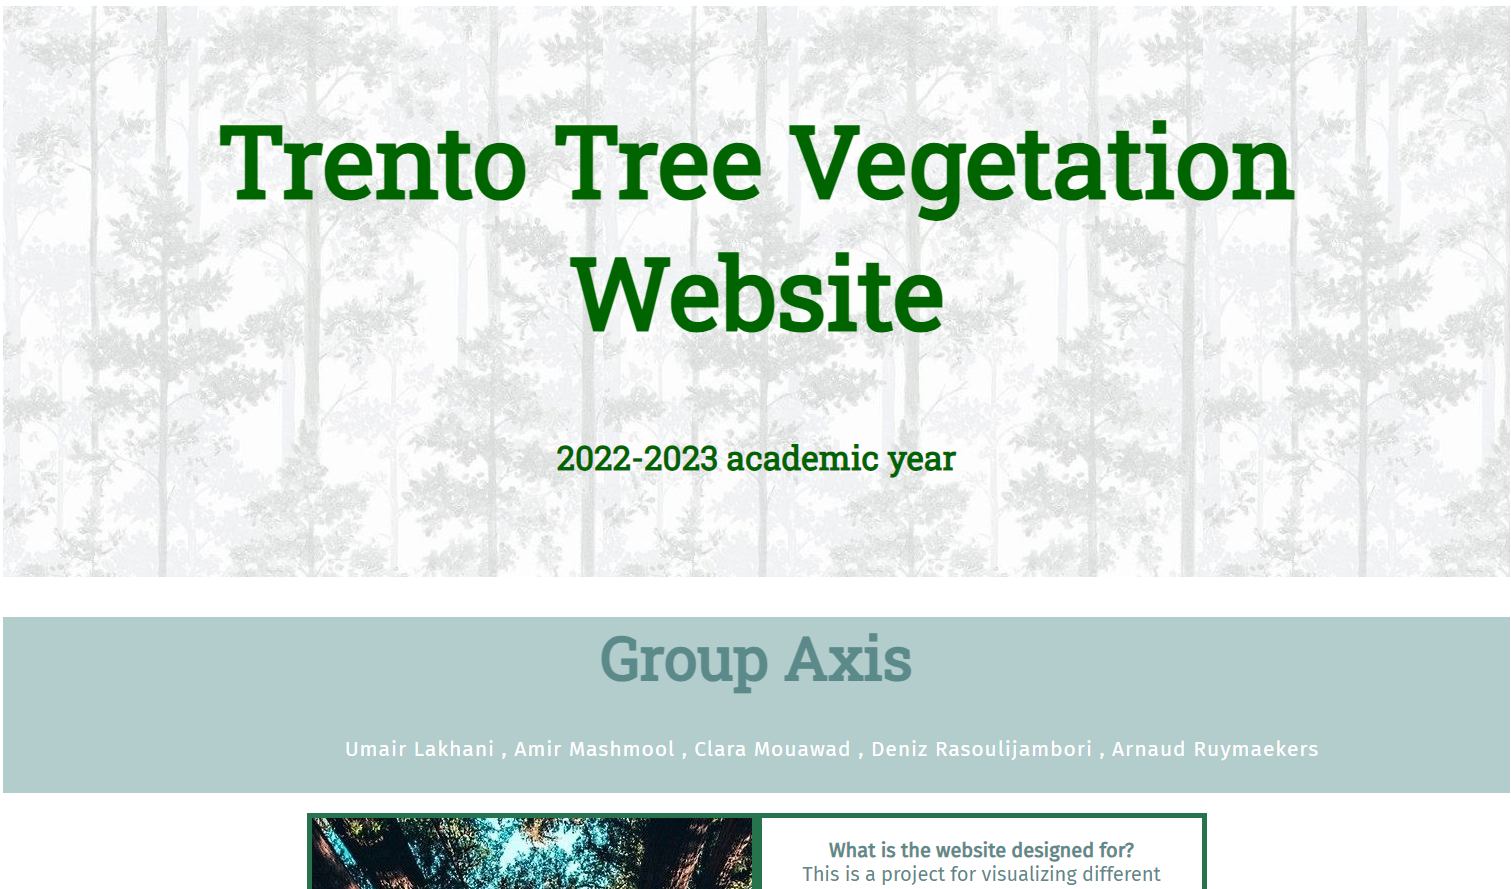 Trento Tree Vegetation
Website
2022-2023 academic year
Group Axis
Umair Lakhani , Amir Mashmool , Clara Mouawad , Deniz Rasoulijambori , Arnaud Ruymaekers
What is the website designed for?
This is a project for visualizing different